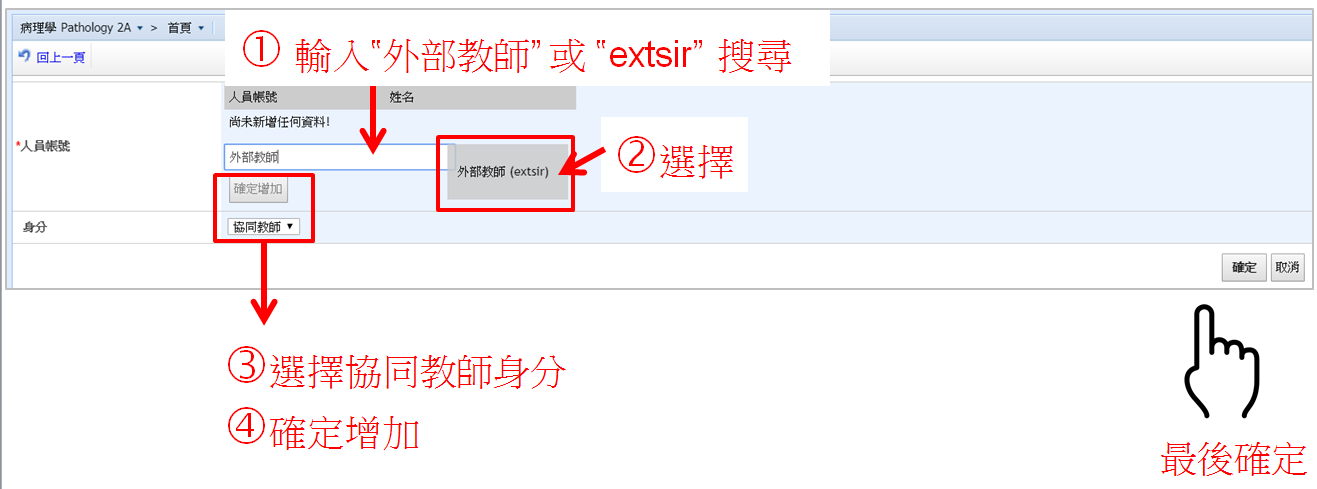 病理學 Pathology 2A ▾ > 首頁 ▾
① 輸入“外部教師” 或 “extsir” 搜尋
回上一頁
人員帳號 姓名
尚未新增任何資料!
*人員帳號
外部教師
外部教師 (extsir)
②選擇
確定增加
身分
協同教師 ▼
確定 取消
③選擇協同教師身分
④確定增加
最後確定